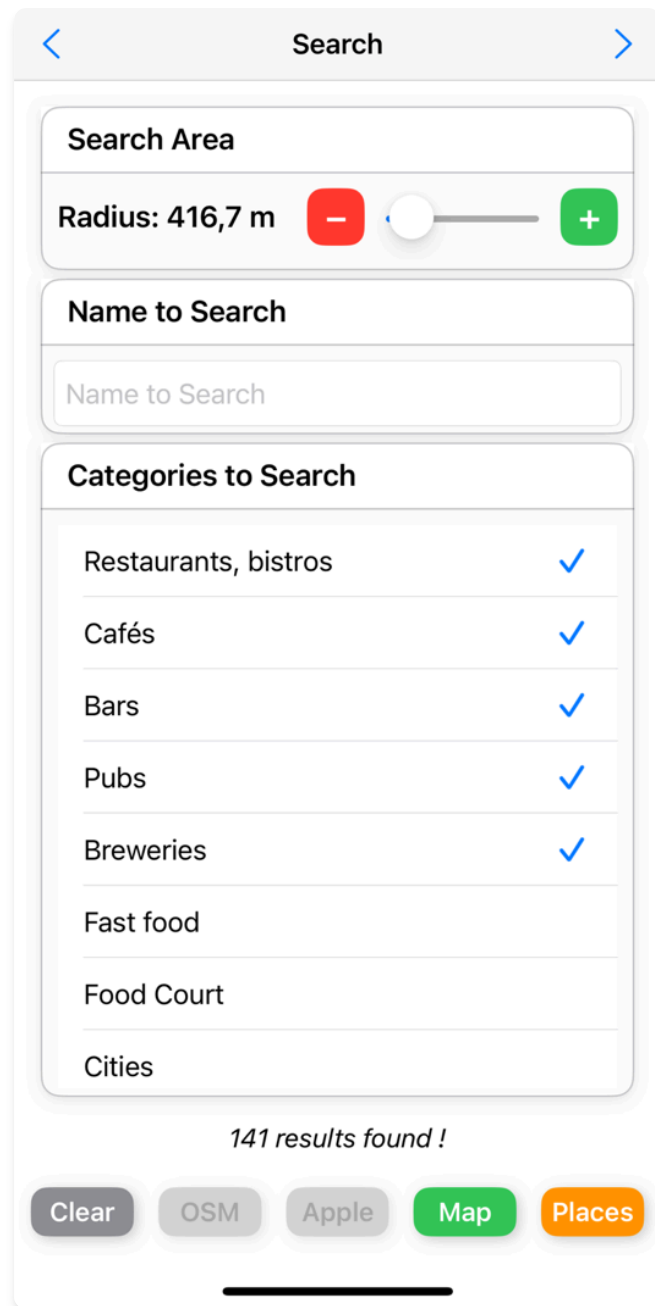 Search
Search Area
Radius: 416,7 m
Name to Search
Name to Search
Categories to Search
Restaurants, bistros
Cafés
Bars
Pubs
Breweries
Fast food
Food Court
Cities
141 results found !
Clear OSM Apple Map Places